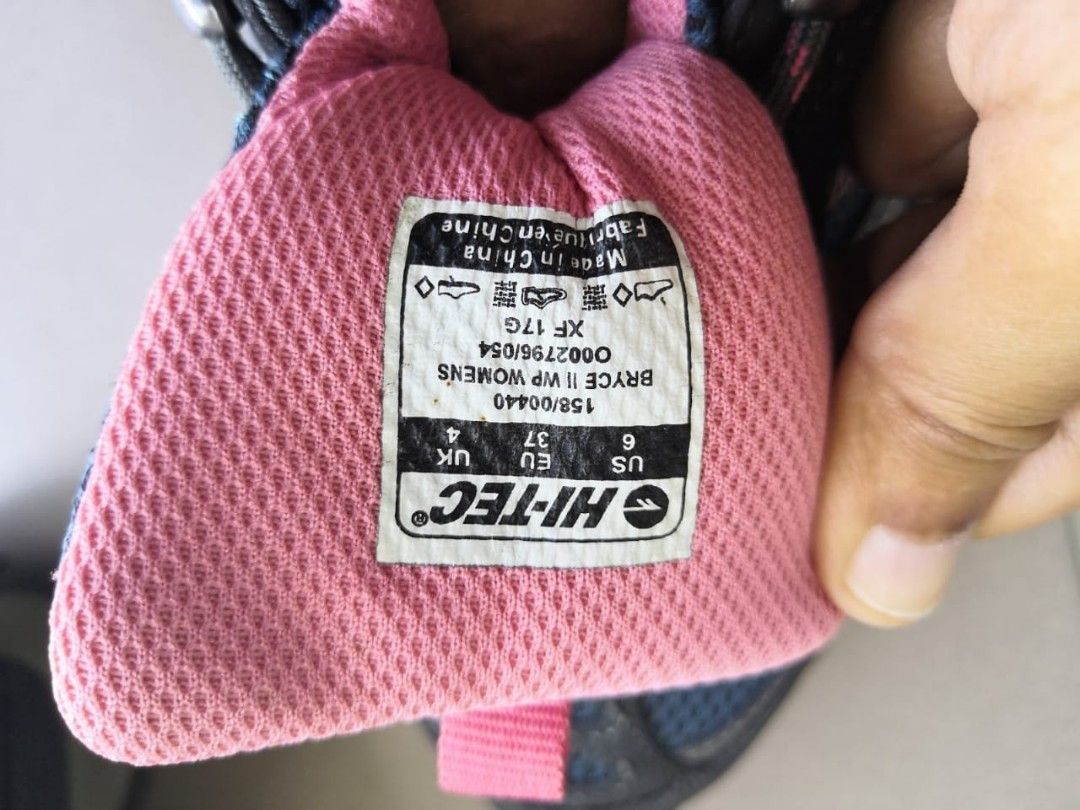 HI-TEC®
US EU UK
6 37 4
158/00440
BRYCE II WP WOMENS
O002796/054
XF 17G
Made in China
Fabriqué en Chine